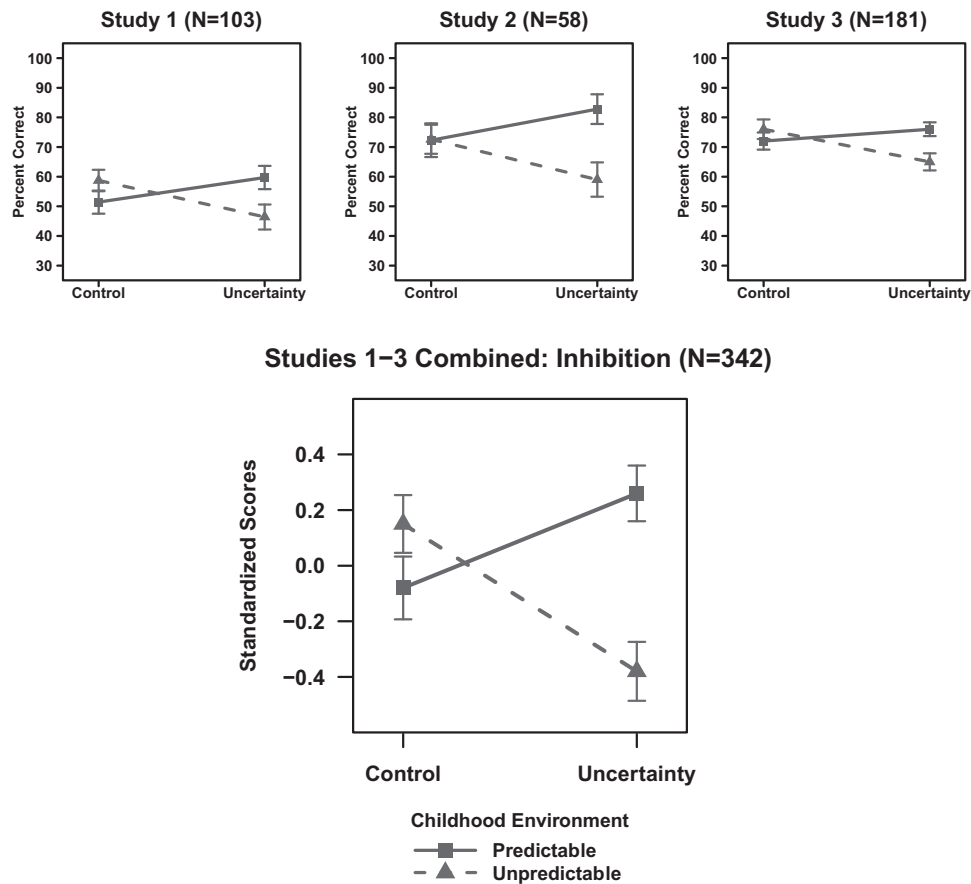 Study 1 (N=103)
Study 2 (N=58)
Study 3 (N=181)
Percent Correct
100
90
80
70
60
50
40
30
Control
Uncertainty
Percent Correct
100
90
80
70
60
50
40
30
Control
Uncertainty
Percent Correct
100
90
80
70
60
50
40
30
Control
Uncertainty
Studies 1−3 Combined: Inhibition (N=342)
Standardized Scores
0.4
0.2
0.0
−0.2
−0.4
Control
Uncertainty
Childhood Environment
Predictable
Unpredictable